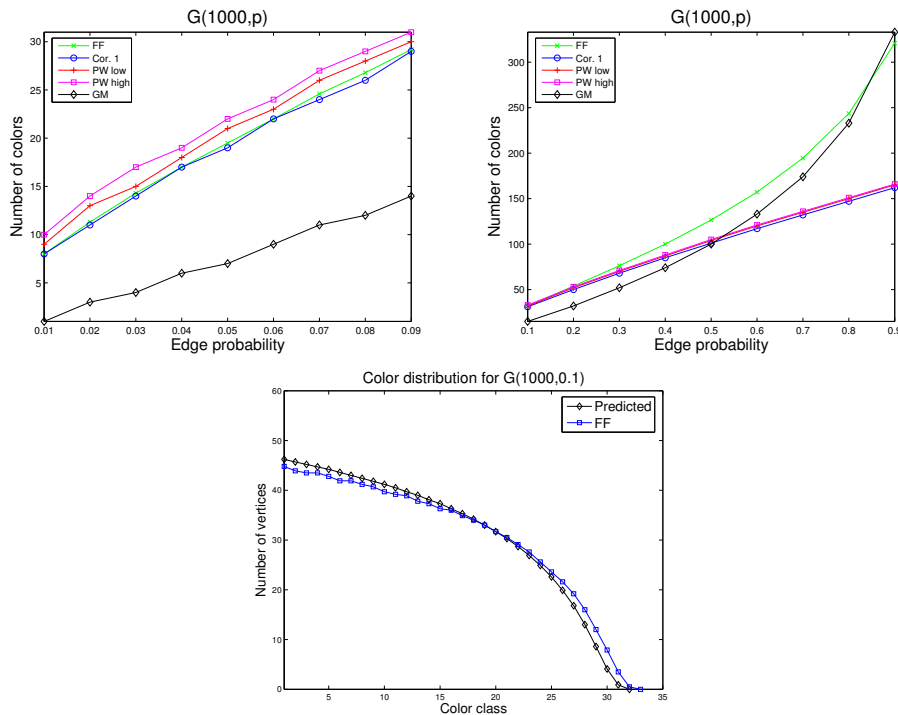 G(1000,p)
30
25
20
15
10
5
Number of colors
FF
Cor. 1
PW low
PW high
GM
0.01 0.02 0.03 0.04 0.05 0.06 0.07 0.08 0.09
Edge probability
G(1000,p)
300
250
200
150
100
50
Number of colors
FF
Cor. 1
PW low
PW high
GM
0.1 0.2 0.3 0.4 0.5 0.6 0.7 0.8 0.9
Edge probability
Color distribution for G(1000,0.1)
60
50
40
30
20
10
0
Number of vertices
Predicted
FF
5 10 15 20 25 30 35
Color class